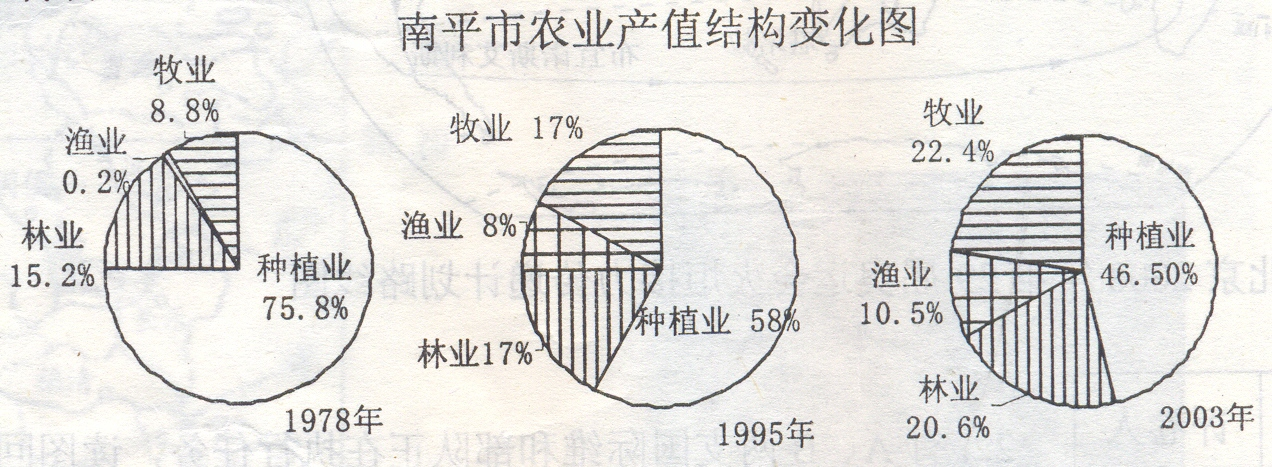 南平市农业产值结构变化图
牧业
8.8%
渔业
0.2%
林业
15.2%
种植业
75.8%
1978年
牧业 17%
渔业 8%
林业17%
种植业 58%
1995年
牧业
22.4%
渔业
10.5%
林业
20.6%
种植业
46.50%
2003年